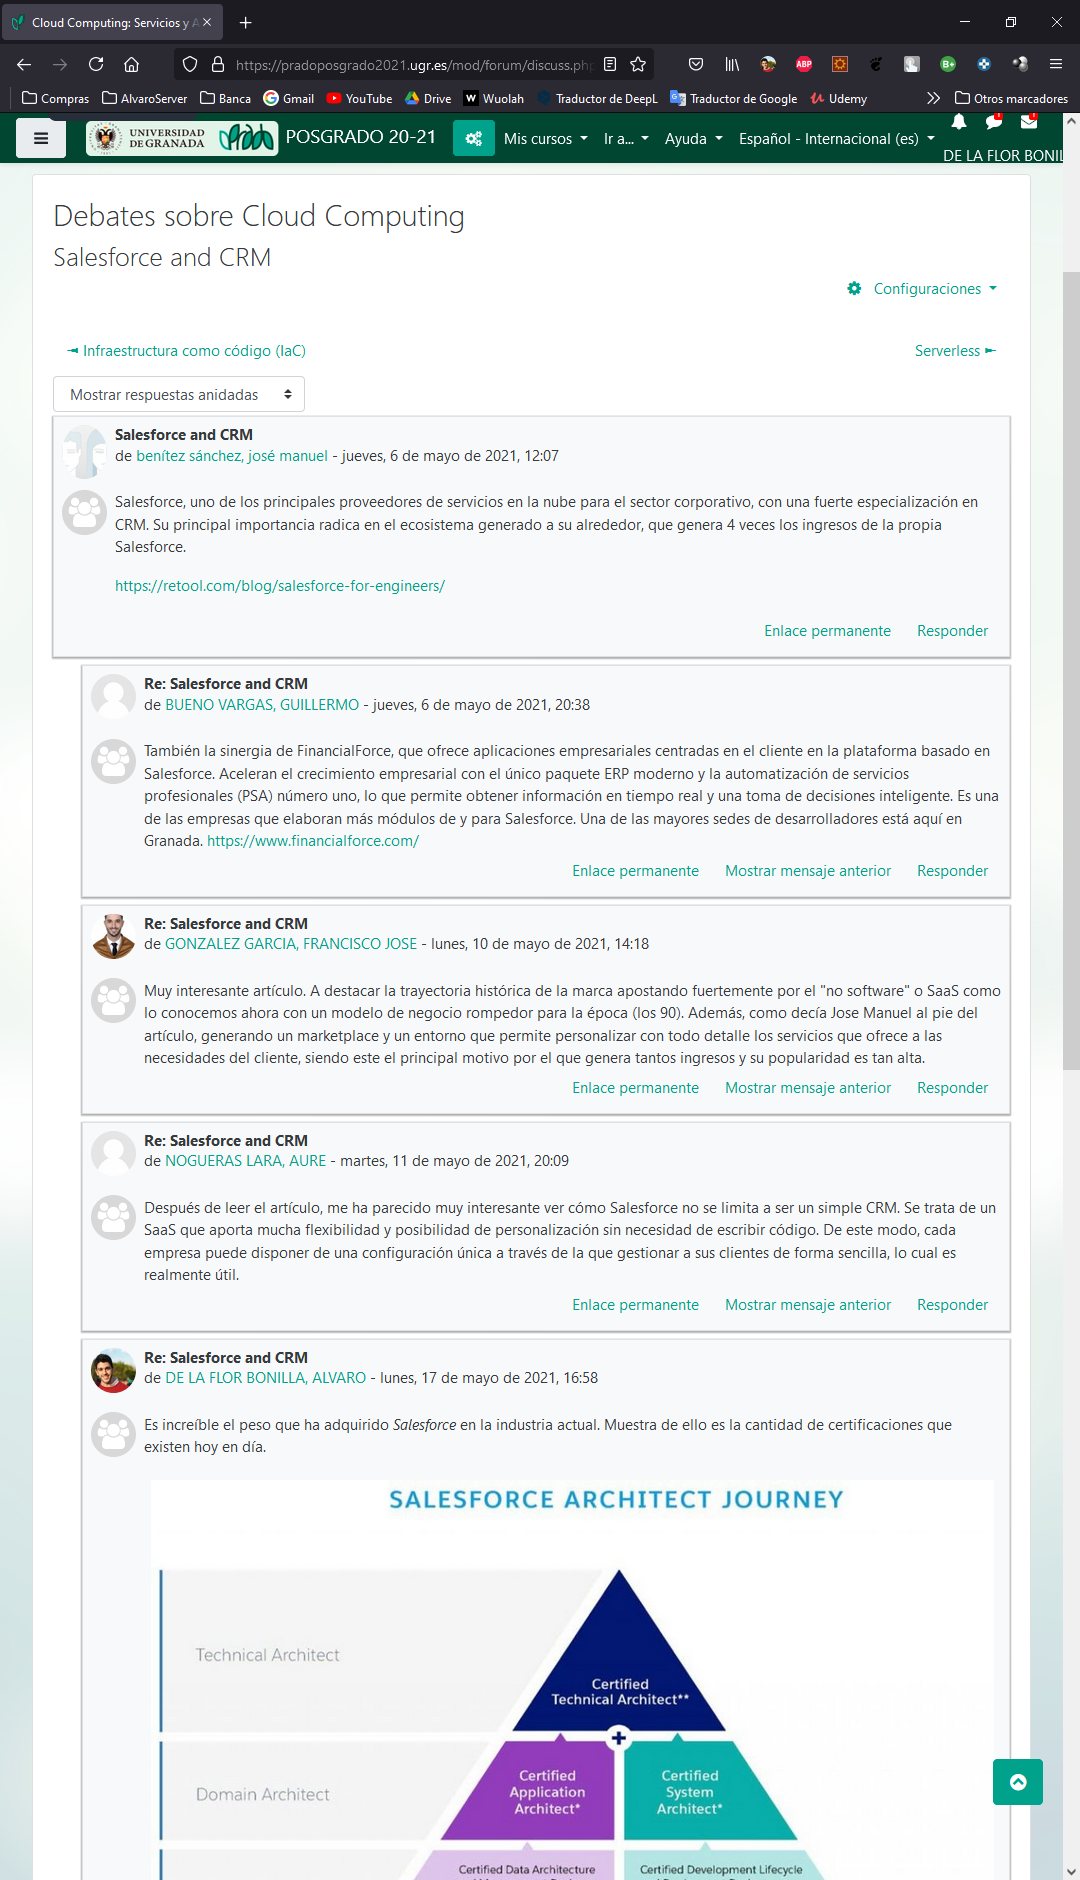 Cloud Computing: Servicios y A
https://pradoposgrado2021.ugr.es/mod/forum/discuss.php
ABP
B+
Compras AlvaroServer Banca Gmail YouTube Drive Wuolah Traductor de DeepL Traductor de Google Udemy Otros marcadores
UNIVERSIDAD
DE GRANADA
POSGRADO 20-21 Mis cursos Ir a... Ayuda Español - Internacional (es)
DE LA FLOR BONIL
Debates sobre Cloud Computing
Salesforce and CRM
Configuraciones
◄ Infraestructura como código (IaC)
Serverless ►
Mostrar respuestas anidadas
Salesforce and CRM
de benítez sánchez, josé manuel - jueves, 6 de mayo de 2021, 12:07
Salesforce, uno de los principales proveedores de servicios en la nube para el sector corporativo, con una fuerte especialización en
CRM. Su principal importancia radica en el ecosistema generado a su alrededor, que genera 4 veces los ingresos de la propia
Salesforce.
https://retool.com/blog/salesforce-for-engineers/
Enlace permanente Responder
Re: Salesforce and CRM
de BUENO VARGAS, GUILLERMO - jueves, 6 de mayo de 2021, 20:38
También la sinergia de FinancialForce, que ofrece aplicaciones empresariales centradas en el cliente en la plataforma basado en
Salesforce. Aceleran el crecimiento empresarial con el único paquete ERP moderno y la automatización de servicios
profesionales (PSA) número uno, lo que permite obtener información en tiempo real y una toma de decisiones inteligente. Es una
de las empresas que elaboran más módulos de y para Salesforce. Una de las mayores sedes de desarrolladores está aquí en
Granada. https://www.financialforce.com/
Enlace permanente Mostrar mensaje anterior Responder
Re: Salesforce and CRM
de GONZALEZ GARCIA, FRANCISCO JOSE - lunes, 10 de mayo de 2021, 14:18
Muy interesante artículo. A destacar la trayectoria histórica de la marca apostando fuertemente por el "no software" o SaaS como
lo conocemos ahora con un modelo de negocio rompedor para la época (los 90). Además, como decía Jose Manuel al pie del
artículo, generando un marketplace y un entorno que permite personalizar con todo detalle los servicios que ofrece a las
necesidades del cliente, siendo este el principal motivo por el que genera tantos ingresos y su popularidad es tan alta.
Enlace permanente Mostrar mensaje anterior Responder
Re: Salesforce and CRM
de NOGUERAS LARA, AURE - martes, 11 de mayo de 2021, 20:09
Después de leer el artículo, me ha parecido muy interesante ver cómo Salesforce no se limita a ser un simple CRM. Se trata de un
SaaS que aporta mucha flexibilidad y posibilidad de personalización sin necesidad de escribir código. De este modo, cada
empresa puede disponer de una configuración única a través de la que gestionar a sus clientes de forma sencilla, lo cual es
realmente útil.
Enlace permanente Mostrar mensaje anterior Responder
Re: Salesforce and CRM
de DE LA FLOR BONILLA, ALVARO - lunes, 17 de mayo de 2021, 16:58
Es increíble el peso que ha adquirido Salesforce en la industria actual. Muestra de ello es la cantidad de certificaciones que
existen hoy en día.
SALESFORCE ARCHITECT JOURNEY
Technical Architect
Certified
Technical Architect**
Domain Architect
Certified
Application
Architect*
Certified
System
Architect*
Certified Data Architecture
Certified Development Lifecycle